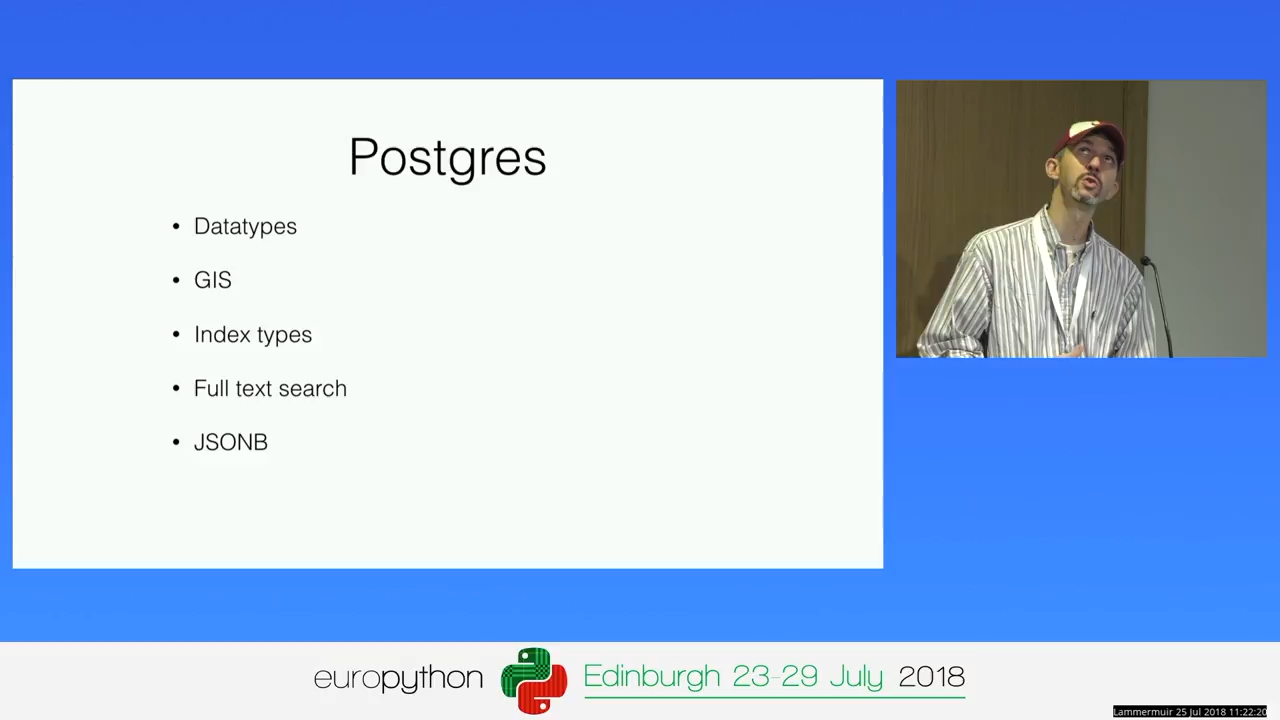 Postgres
• Datatypes
• GIS
• Index types
• Full text search
• JSONB
europython Edinburgh 23-29 July 2018
Lammermuir 25 Jul 2018 11:22:20